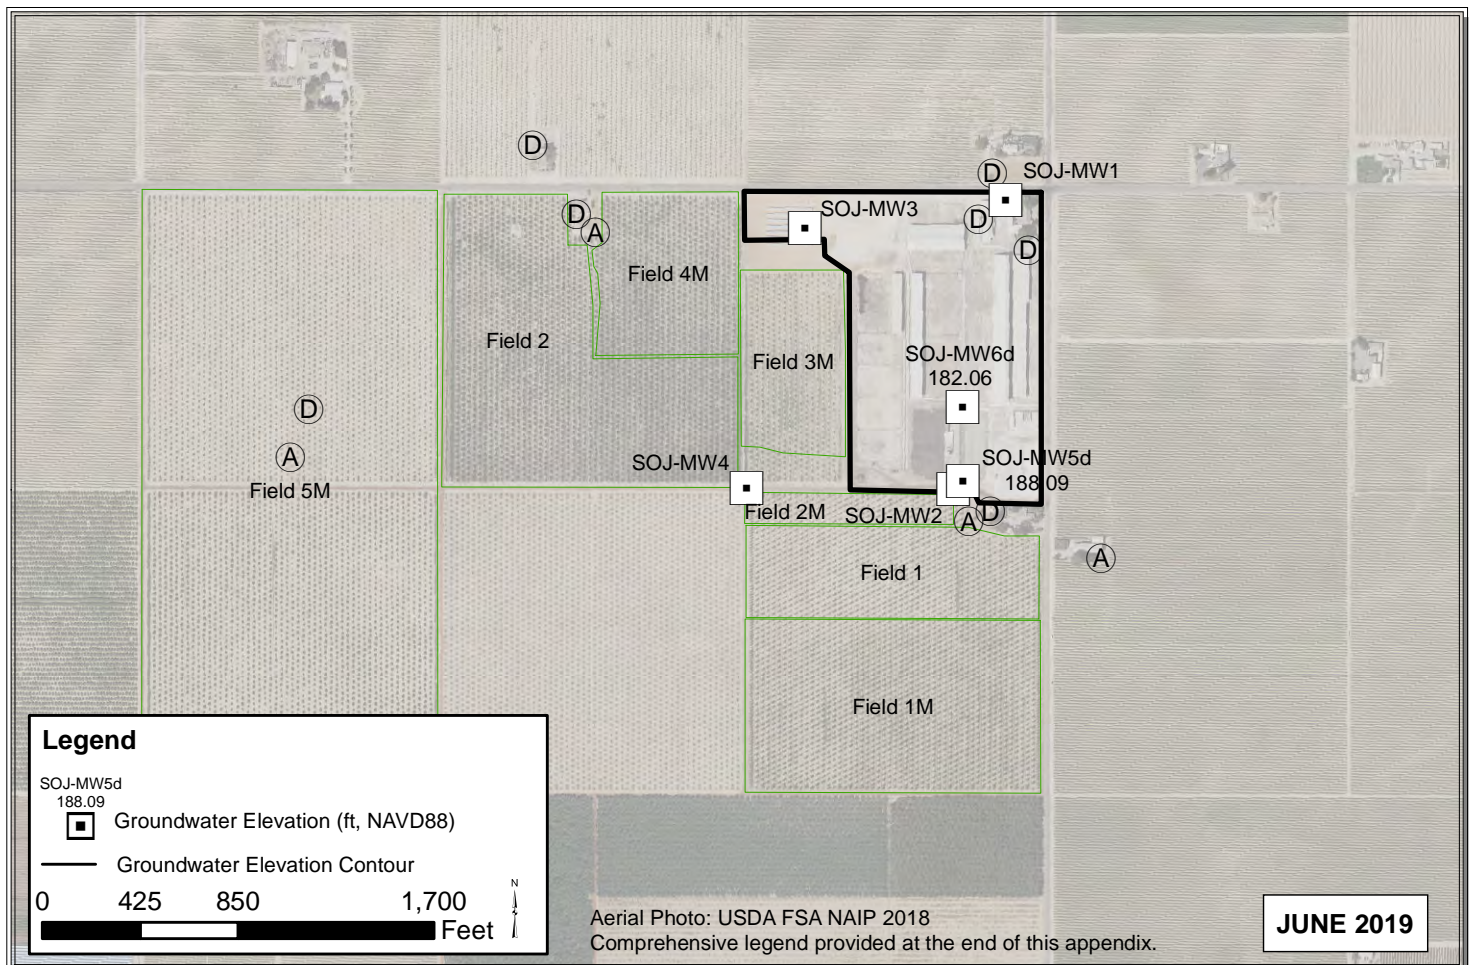 D
D
SOJ-MW1
SOJ-MW3
D
A
D
D
Field 4M
Field 2
Field 3M
SOJ-MW6d
182.06
D
A
Field 5M
SOJ-MW4
SOJ-MW5d
188.09
Field 2M
SOJ-MW2
A
D
A
Field 1
Field 1M
Legend
SOJ-MW5d
188.09
Groundwater Elevation (ft, NAVD88)
Groundwater Elevation Contour
0 425 850 1,700
Feet
N
Aerial Photo: USDA FSA NAIP 2018
Comprehensive legend provided at the end of this appendix.
JUNE 2019